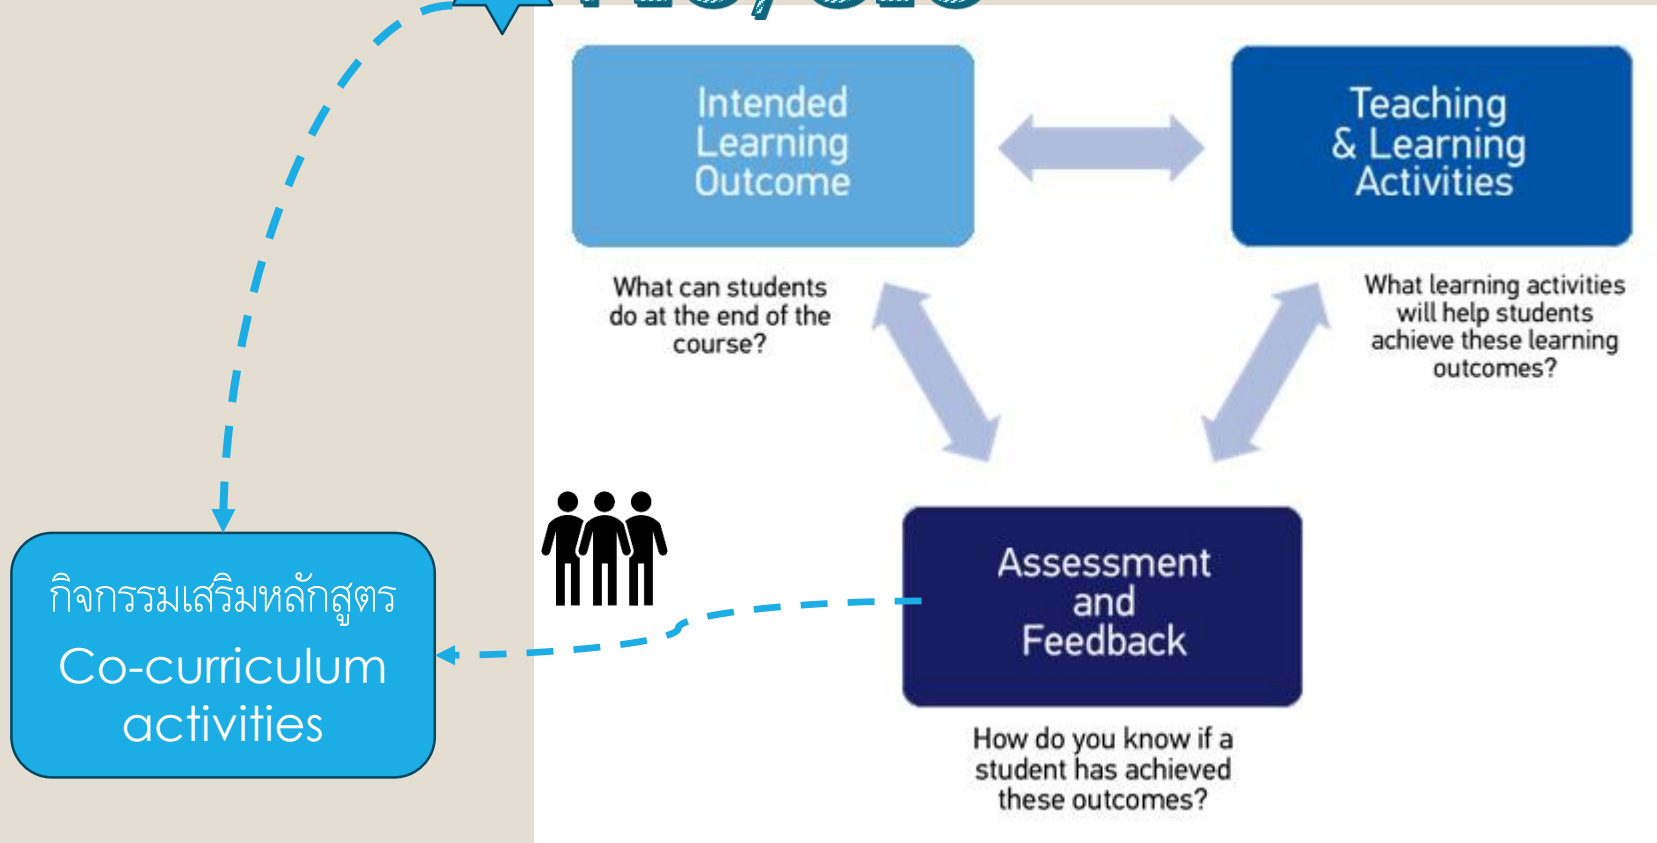 Intended
Learning
Outcome
Teaching
& Learning
Activities
What can students
do at the end of the
course?
What learning activities
will help students
achieve these learning
outcomes?
กิจกรรมเสริมหลักสูตร
Co-curriculum
activities
Assessment
and
Feedback
How do you know if a
student has achieved
these outcomes?